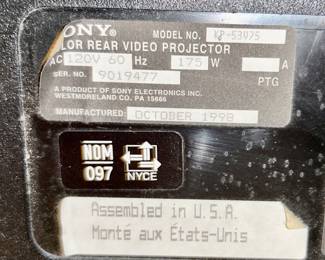 SONY MODEL NO. KP-53V75
COLOR REAR VIDEO PROJECTOR
AC 120V 60 Hz 175 W A
SER. NO. 9019477 PTG
A PRODUCT OF SONY ELECTRONICS INC.
WESTMORELAND CO. PA 15666
MANUFACTURED: OCTOBER 1998
NOM
097
NYCE
Assembled in U.S.A.
Monté aux États-Unis